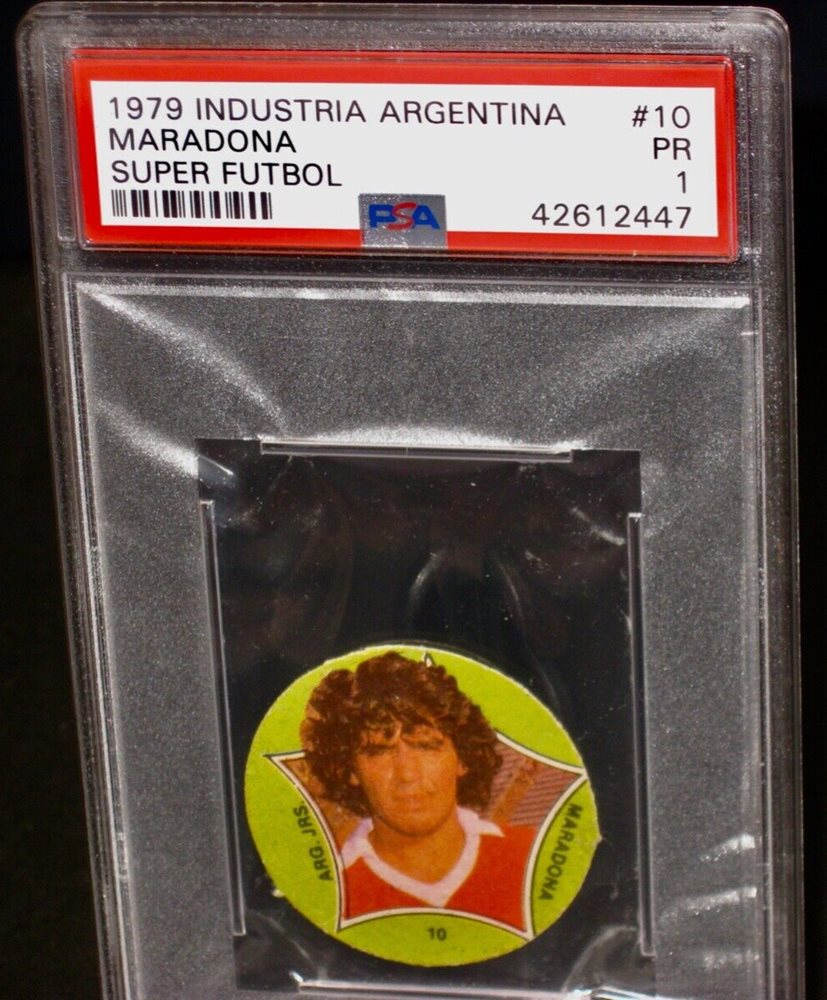 1979 INDUSTRIA ARGENTINA #10
MARADONA PR
SUPER FUTBOL 1
PSA 42612447
ARG. JRS.
MARADONA
10